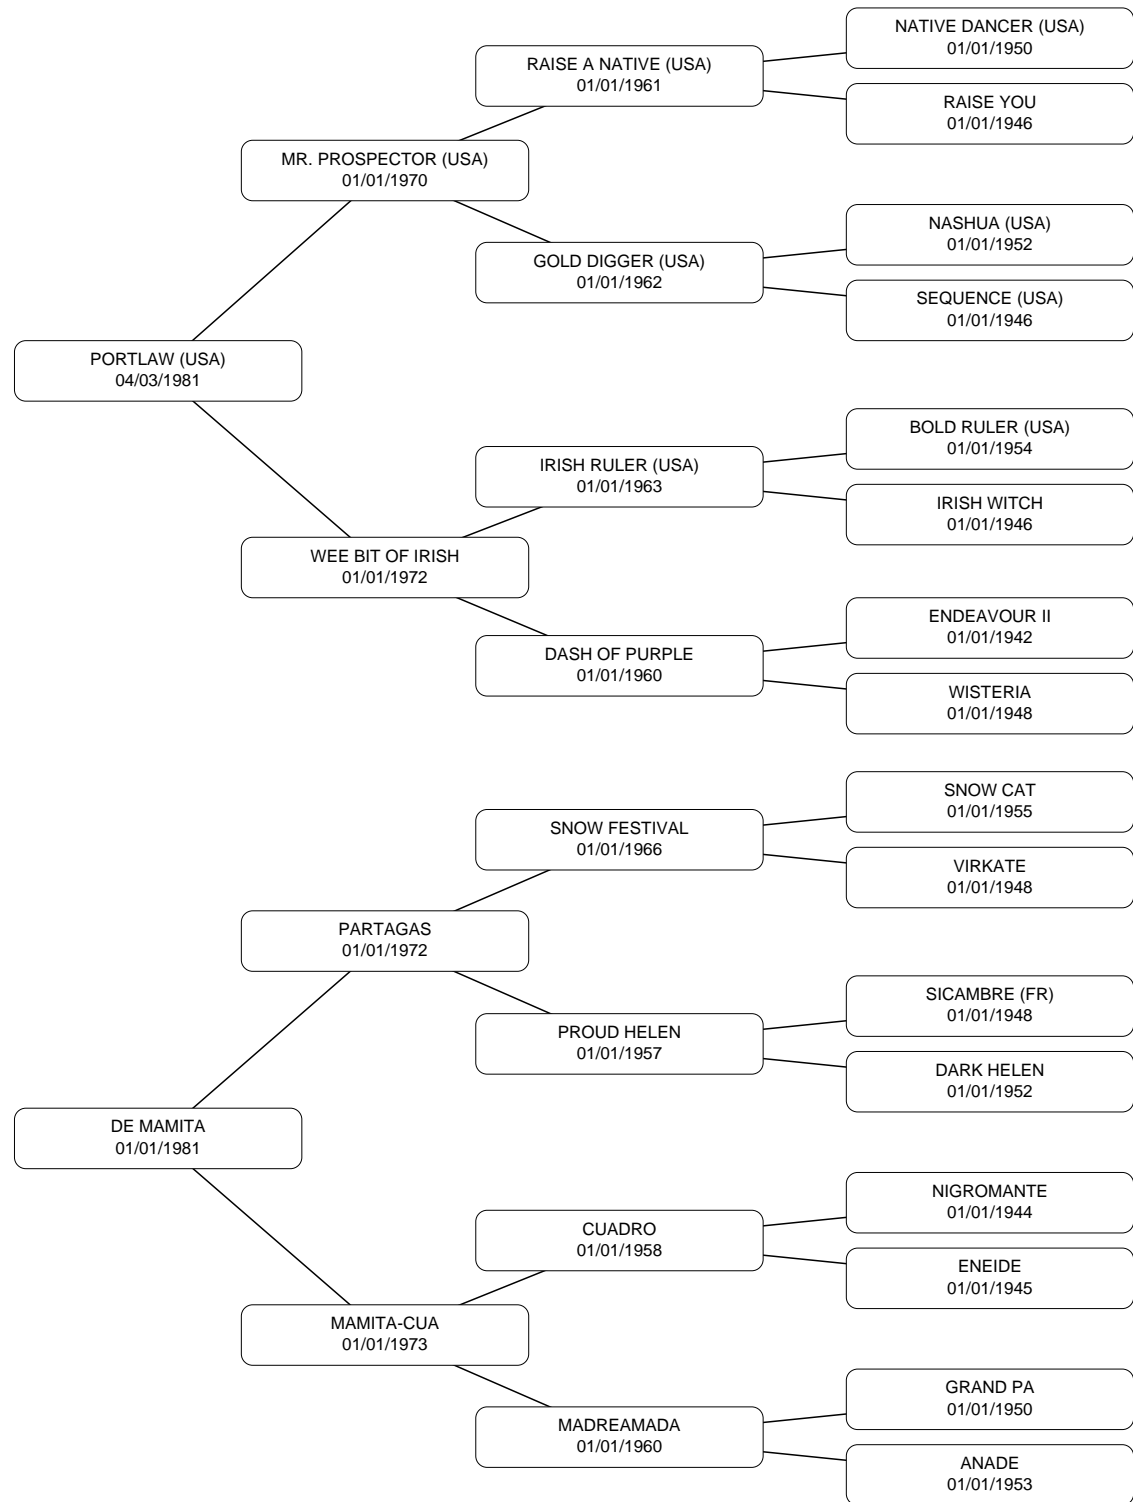 NATIVE DANCER (USA)
01/01/1950
RAISE A NATIVE (USA)
01/01/1961
RAISE YOU
01/01/1946
MR. PROSPECTOR (USA)
01/01/1970
NASHUA (USA)
01/01/1952
GOLD DIGGER (USA)
01/01/1962
SEQUENCE (USA)
01/01/1946
PORTLAW (USA)
04/03/1981
BOLD RULER (USA)
01/01/1954
IRISH RULER (USA)
01/01/1963
IRISH WITCH
01/01/1946
WEE BIT OF IRISH
01/01/1972
ENDEAVOUR II
01/01/1942
DASH OF PURPLE
01/01/1960
WISTERIA
01/01/1948
SNOW CAT
01/01/1955
SNOW FESTIVAL
01/01/1966
VIRKATE
01/01/1948
PARTAGAS
01/01/1972
SICAMBRE (FR)
01/01/1948
PROUD HELEN
01/01/1957
DARK HELEN
01/01/1952
DE MAMITA
01/01/1981
NIGROMANTE
01/01/1944
CUADRO
01/01/1958
ENEIDE
01/01/1945
MAMITA-CUA
01/01/1973
GRAND PA
01/01/1950
MADREAMADA
01/01/1960
ANADE
01/01/1953